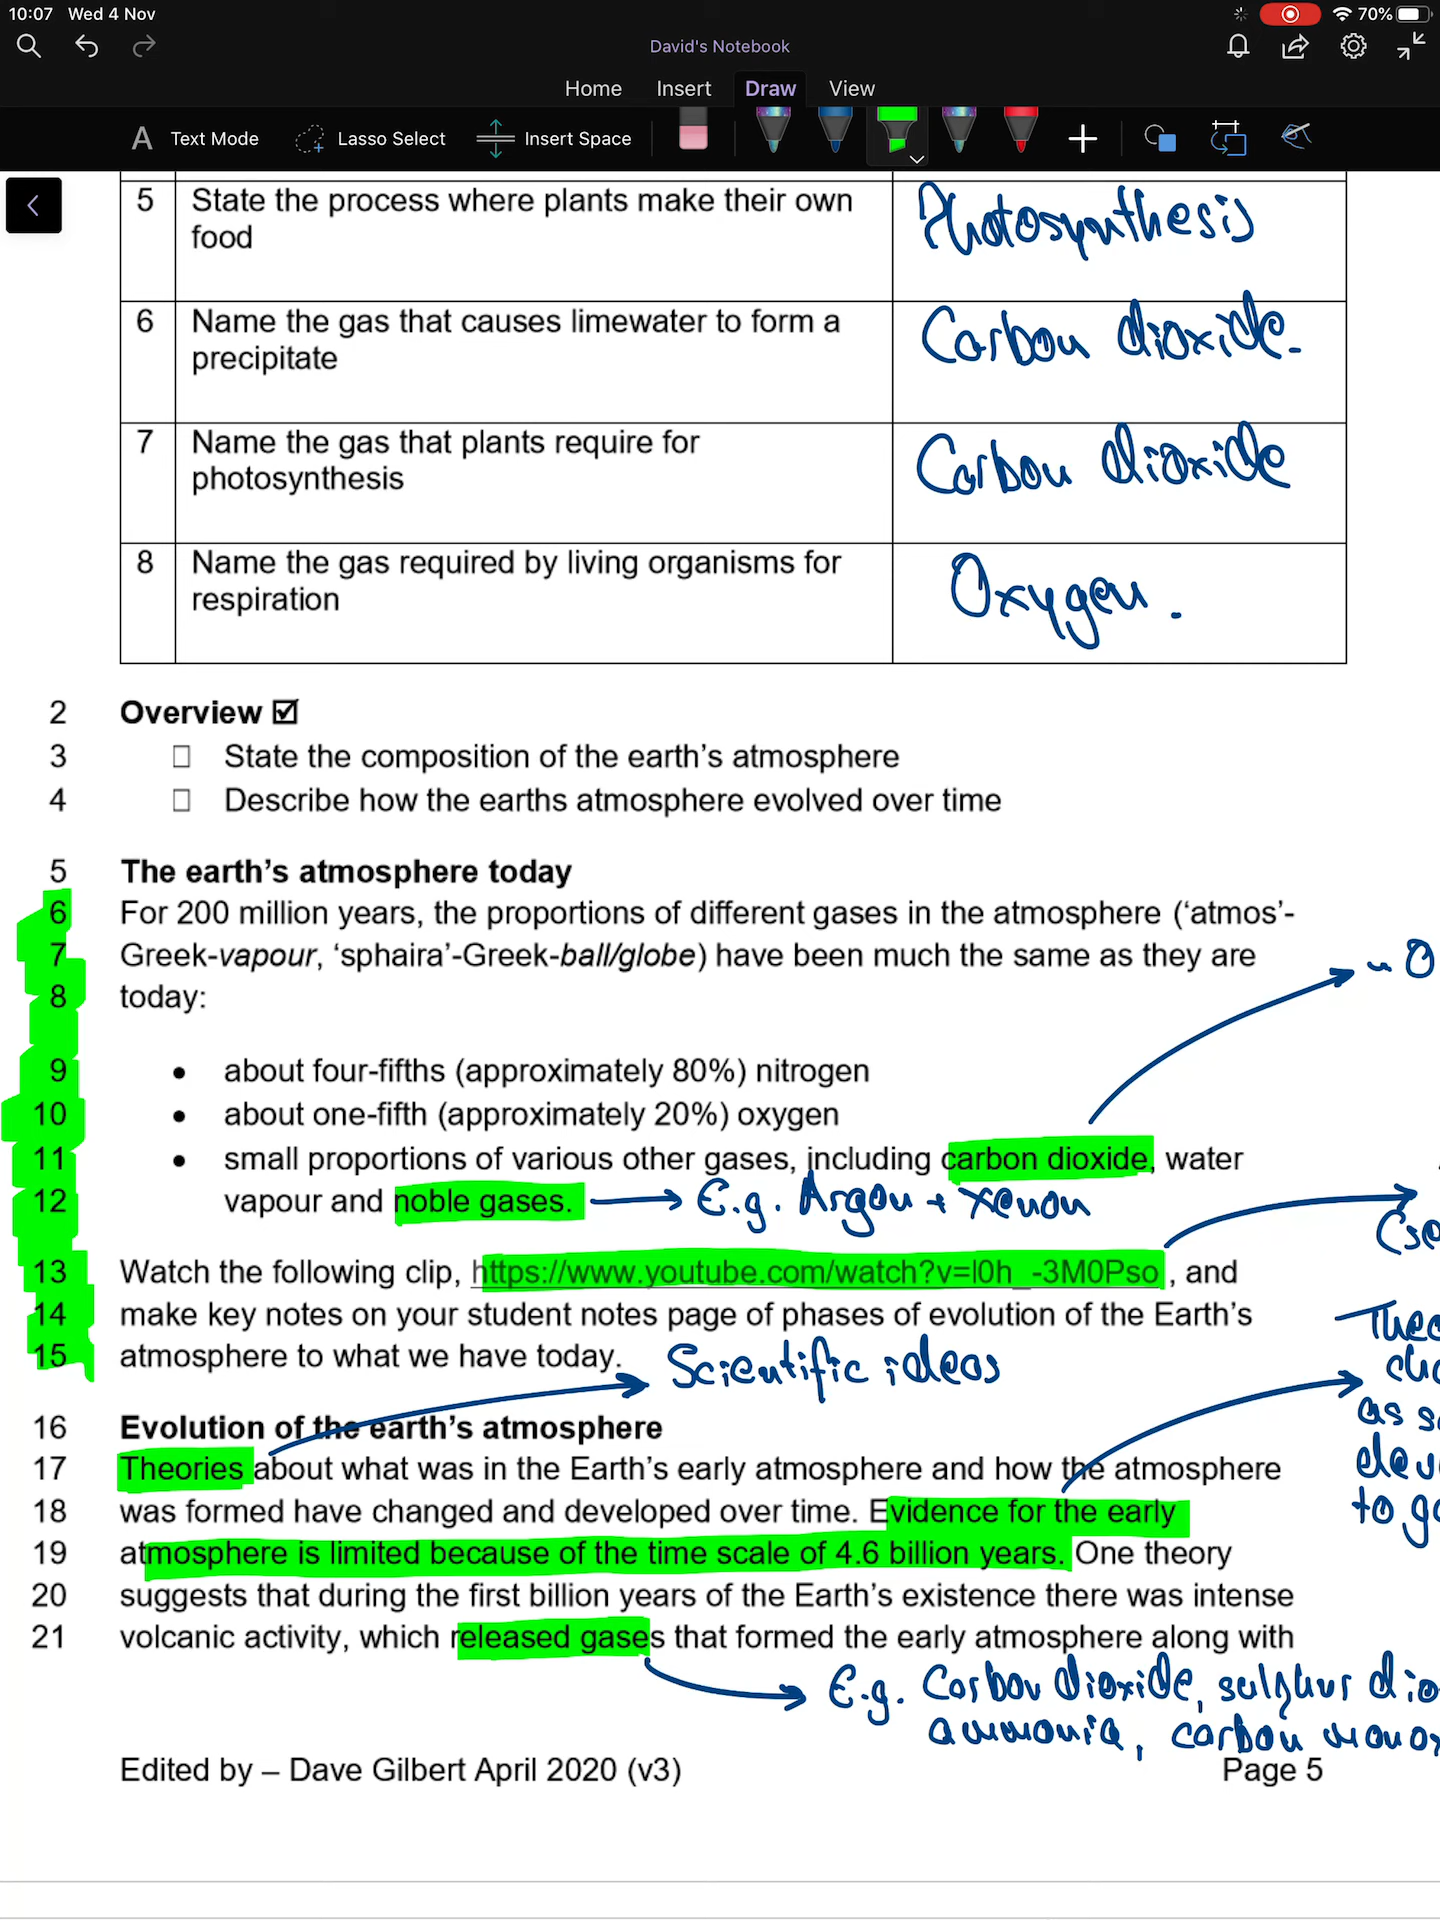 10:07 Wed 4 Nov
70%
David's Notebook
Home Insert Draw View
Text Mode Lasso Select Insert Space
5 State the process where plants make their own food Photosynthesis
6 Name the gas that causes limewater to form a precipitate Carbon dioxide.
7 Name the gas that plants require for photosynthesis Carbon dioxide
8 Name the gas required by living organisms for respiration Oxygen.
2 Overview ☑
3 □ State the composition of the earth's atmosphere
4 □ Describe how the earths atmosphere evolved over time
5 The earth's atmosphere today
6 For 200 million years, the proportions of different gases in the atmosphere ('atmos'-
7 Greek-vapour, 'sphaira'-Greek-ball/globe) have been much the same as they are
8 today:
9 • about four-fifths (approximately 80%) nitrogen
10 • about one-fifth (approximately 20%) oxygen
11 • small proportions of various other gases, including carbon dioxide, water
12 vapour and noble gases. E.g. Argon + Xenon
13 Watch the following clip, https://www.youtube.com/watch?v=l0h_-3M0Pso , and
14 make key notes on your student notes page of phases of evolution of the Earth's
15 atmosphere to what we have today. Scientific ideas
16 Evolution of the earth's atmosphere
17 Theories about what was in the Earth's early atmosphere and how the atmosphere
18 was formed have changed and developed over time. Evidence for the early
as s
19 atmosphere is limited because of the time scale of 4.6 billion years. One theory
to g
20 suggests that during the first billion years of the Earth's existence there was intense
21 volcanic activity, which released gases that formed the early atmosphere along with
E.g. Carbon dioxide, sulphur dio
ammonia, carbon monox
Edited by – Dave Gilbert April 2020 (v3) Page 5